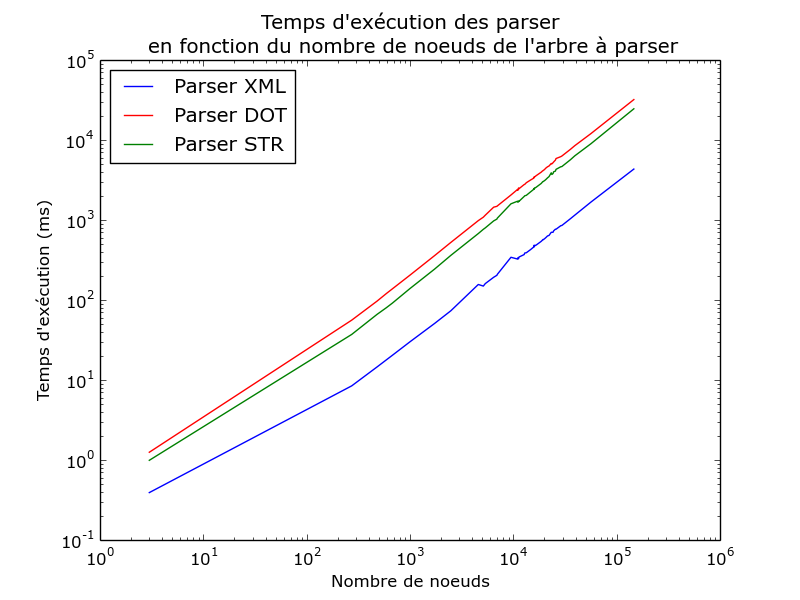 Temps d'exécution des parser
en fonction du nombre de noeuds de l'arbre à parser
Parser XML
Parser DOT
Parser STR
Temps d'exécution (ms)
10^5
10^4
10^3
10^2
10^1
10^0
10^-1
10^0 10^1 10^2 10^3 10^4 10^5 10^6
Nombre de noeuds